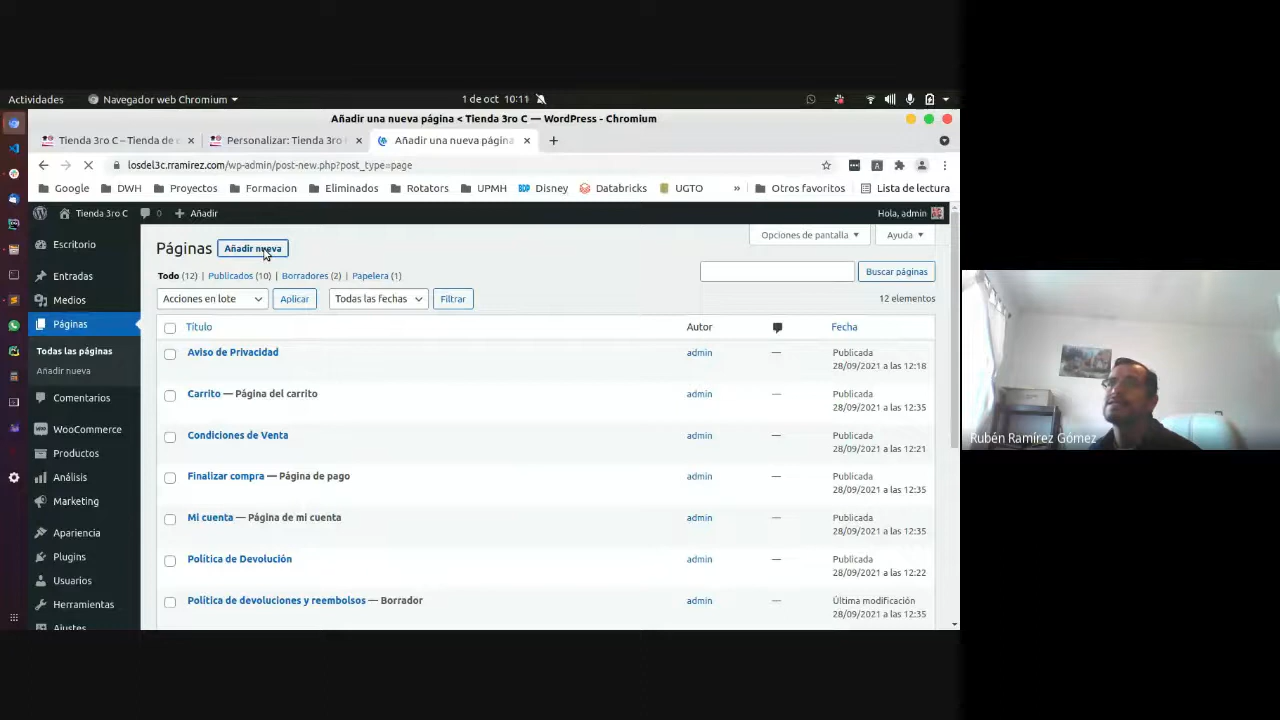 Actividades
Navegador web Chromium
1 de oct 10:11
Añadir una nueva página < Tienda 3ro C — WordPress - Chromium
Tienda 3ro C – Tienda de
Personalizar: Tienda 3ro
Añadir una nueva página
losdel3c.rramirez.com/wp-admin/post-new.php?post_type=page
Google
DWH
Proyectos
Formacion
Eliminados
Rotators
UPMH
Disney
Databricks
UGTO
»
Otros favoritos
Lista de lectura
Tienda 3ro C
0
Añadir
Hola, admin
Escritorio
Entradas
Medios
Páginas
Todas las páginas
Añadir nueva
Comentarios
WooCommerce
Productos
Análisis
Marketing
Apariencia
Plugins
Usuarios
Herramientas
Ajustes
Páginas
Añadir nueva
Opciones de pantalla
Ayuda
Todo (12) | Publicados (10) | Borradores (2) | Papelera (1)
Buscar páginas
Acciones en lote
Aplicar
Todas las fechas
Filtrar
12 elementos
Título
Autor
Fecha
Aviso de Privacidad
admin
—
Publicada
28/09/2021 a las 12:18
Carrito — Página del carrito
admin
—
Publicada
28/09/2021 a las 12:35
Condiciones de Venta
admin
—
Publicada
28/09/2021 a las 12:21
Finalizar compra — Página de pago
admin
—
Publicada
28/09/2021 a las 12:35
Mi cuenta — Página de mi cuenta
admin
—
Publicada
28/09/2021 a las 12:35
Política de Devolución
admin
—
Publicada
28/09/2021 a las 12:22
Política de devoluciones y reembolsos — Borrador
admin
—
Última modificación
28/09/2021 a las 12:35
Rubén Ramírez Gómez